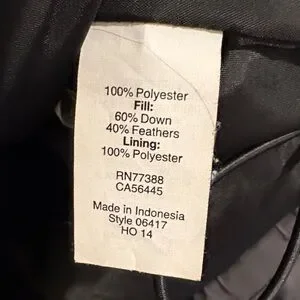 100% Polyester
Fill:
60% Down
40% Feathers
Lining:
100% Polyester
RN77388
CA56445
Made in Indonesia
Style 06417
HO 14